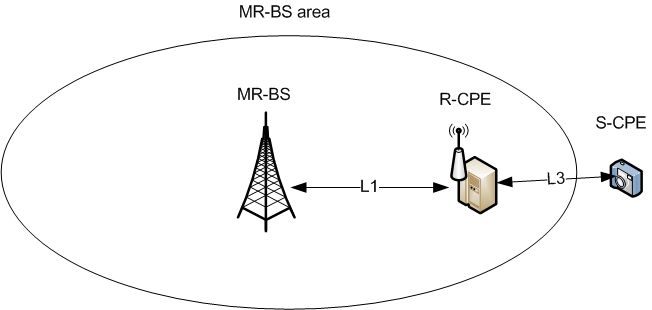 MR-BS area
MR-BS
R-CPE
S-CPE
L1
L3